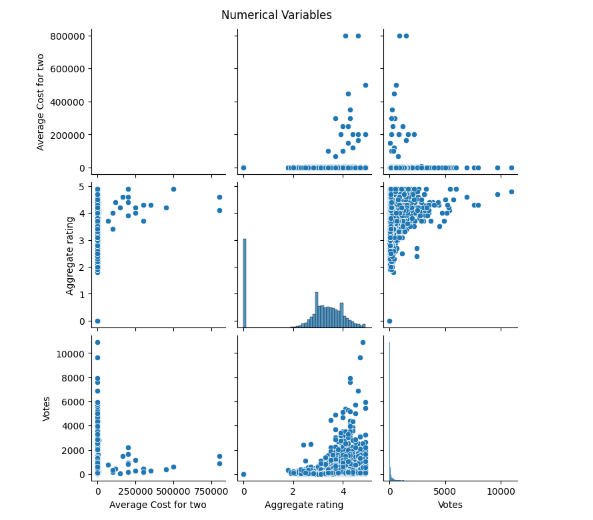 Numerical Variables
800000
600000
400000
200000
0
Average Cost for two
5
4
3
2
1
0
Aggregate rating
10000
8000
6000
4000
2000
0
Votes
0 250000 500000 750000
Average Cost for two
0 2 4
Aggregate rating
0 5000 10000
Votes